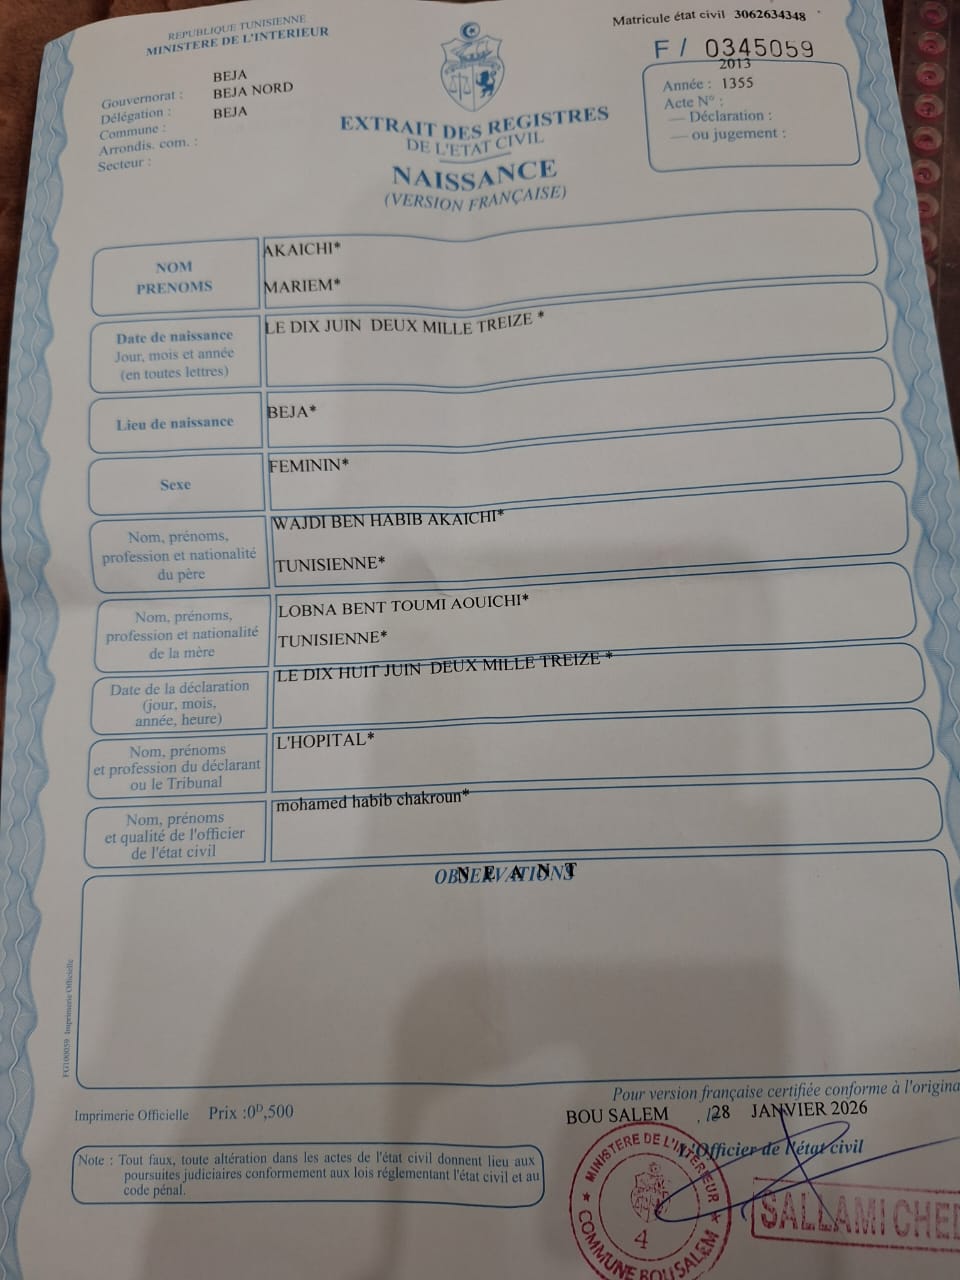 REPUBLIQUE TUNISIENNE
MINISTERE DE L'INTERIEUR
Matricule état civil 3062634348
F / 0345059
Gouvernorat : BEJA
Délégation : BEJA NORD
Commune : BEJA
Arrondis. com. :
Secteur :
2013
Année : 1355
Acte N° :
— Déclaration :
— ou jugement :
EXTRAIT DES REGISTRES
DE L'ETAT CIVIL
NAISSANCE
(VERSION FRANÇAISE)
NOM
PRENOMS
AKAICHI*
MARIEM*
Date de naissance
Jour, mois et année
(en toutes lettres)
LE DIX JUIN DEUX MILLE TREIZE *
Lieu de naissance
BEJA*
Sexe
FEMININ*
Nom, prénoms,
profession et nationalité
du père
WAJDI BEN HABIB AKAICHI*
TUNISIENNE*
Nom, prénoms,
profession et nationalité
de la mère
LOBNA BENT TOUMI AOUICHI*
TUNISIENNE*
Date de la déclaration
(jour, mois,
année, heure)
LE DIX HUIT JUIN DEUX MILLE TREIZE *
Nom, prénoms
et profession du déclarant
ou le Tribunal
L'HOPITAL*
Nom, prénoms
et qualité de l'officier
de l'état civil
mohamed habib chakroun*
OBSERVATIONS
N E A N T
FG100059 Imprimerie Officielle
Imprimerie Officielle Prix :0ᴰ,500
Pour version française certifiée conforme à l'origina
BOU SALEM , le 28 JANVIER 2026
L'Officier de l'état civil
Note : Tout faux, toute altération dans les actes de l'état civil donnent lieu aux
poursuites judiciaires conformement aux lois réglementant l'état civil et au
code pénal.
MINISTERE DE L'INTERIEUR
COMMUNE BOU SALEM
4
SALLAMI CHED